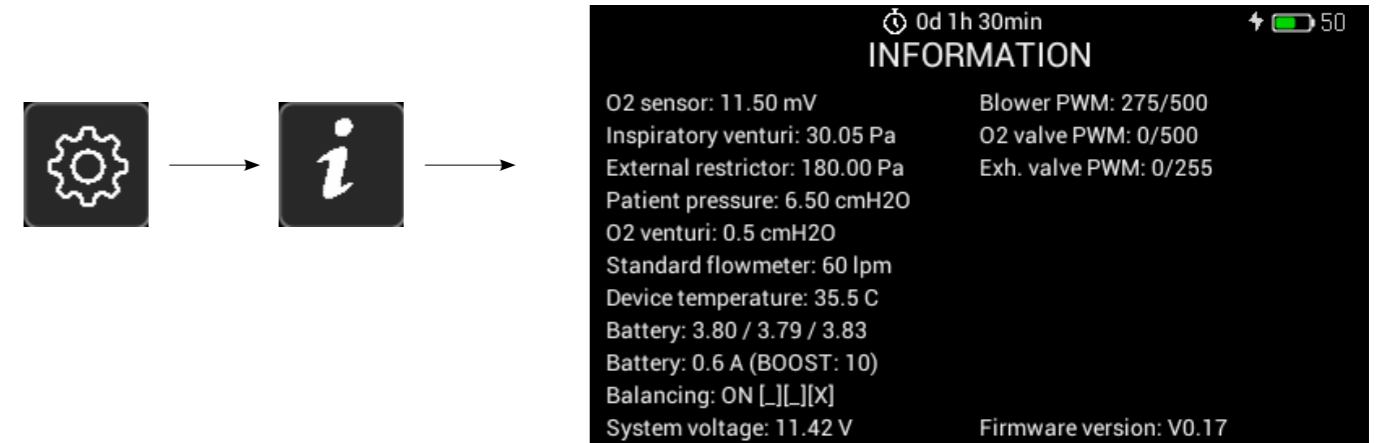 0d 1h 30min
50
INFORMATION
O2 sensor: 11.50 mV
Inspiratory venturi: 30.05 Pa
External restrictor: 180.00 Pa
Patient pressure: 6.50 cmH2O
O2 venturi: 0.5 cmH2O
Standard flowmeter: 60 lpm
Device temperature: 35.5 C
Battery: 3.80 / 3.79 / 3.83
Battery: 0.6 A (BOOST: 10)
Balancing: ON [_][_][X]
System voltage: 11.42 V
Blower PWM: 275/500
O2 valve PWM: 0/500
Exh. valve PWM: 0/255
Firmware version: V0.17